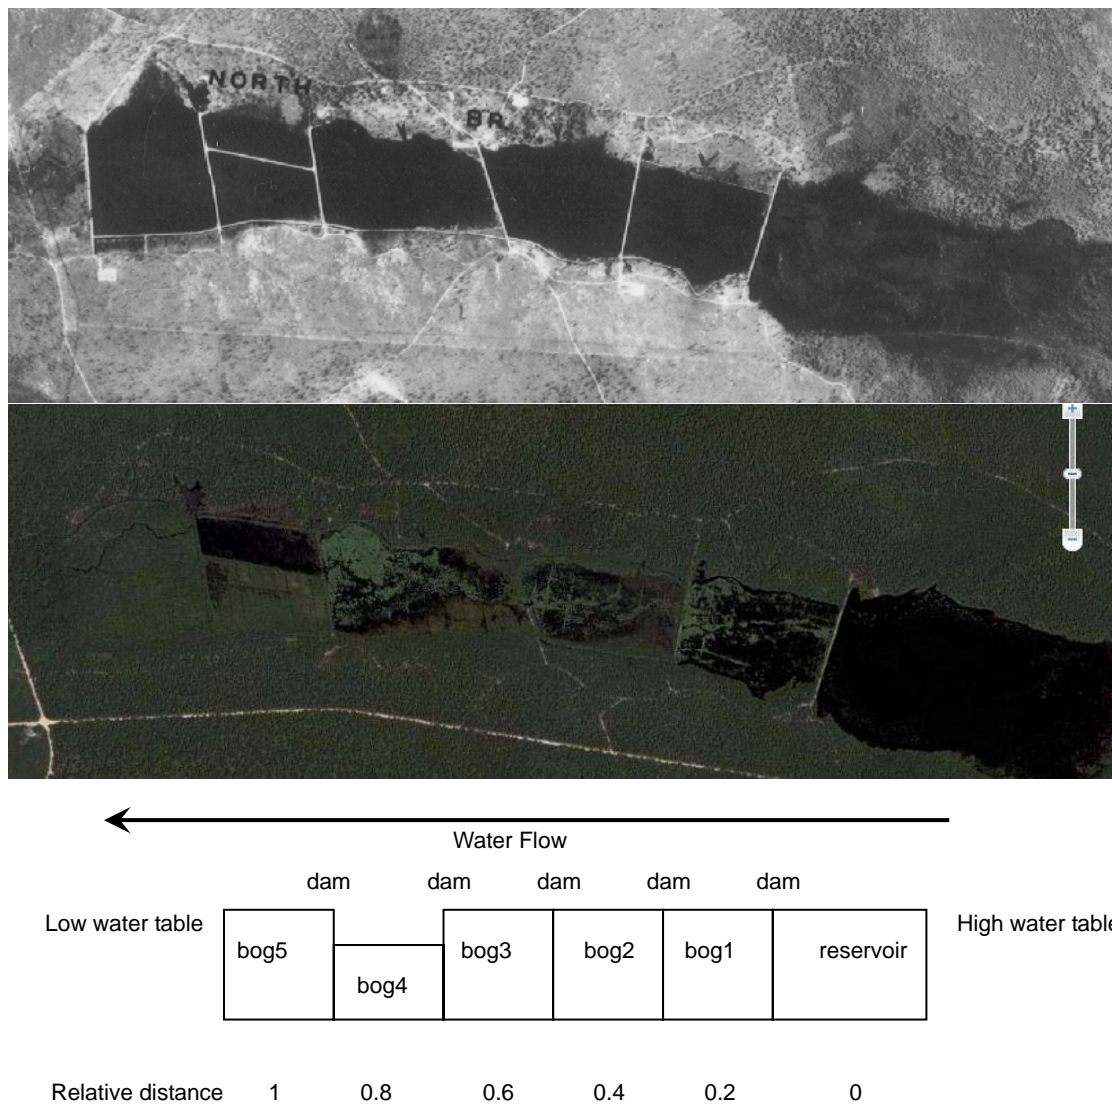 NORTH
BR.
Water Flow
dam dam dam dam dam
Low water table
High water table
bog5 bog4 bog3 bog2 bog1 reservoir
Relative distance 1 0.8 0.6 0.4 0.2 0